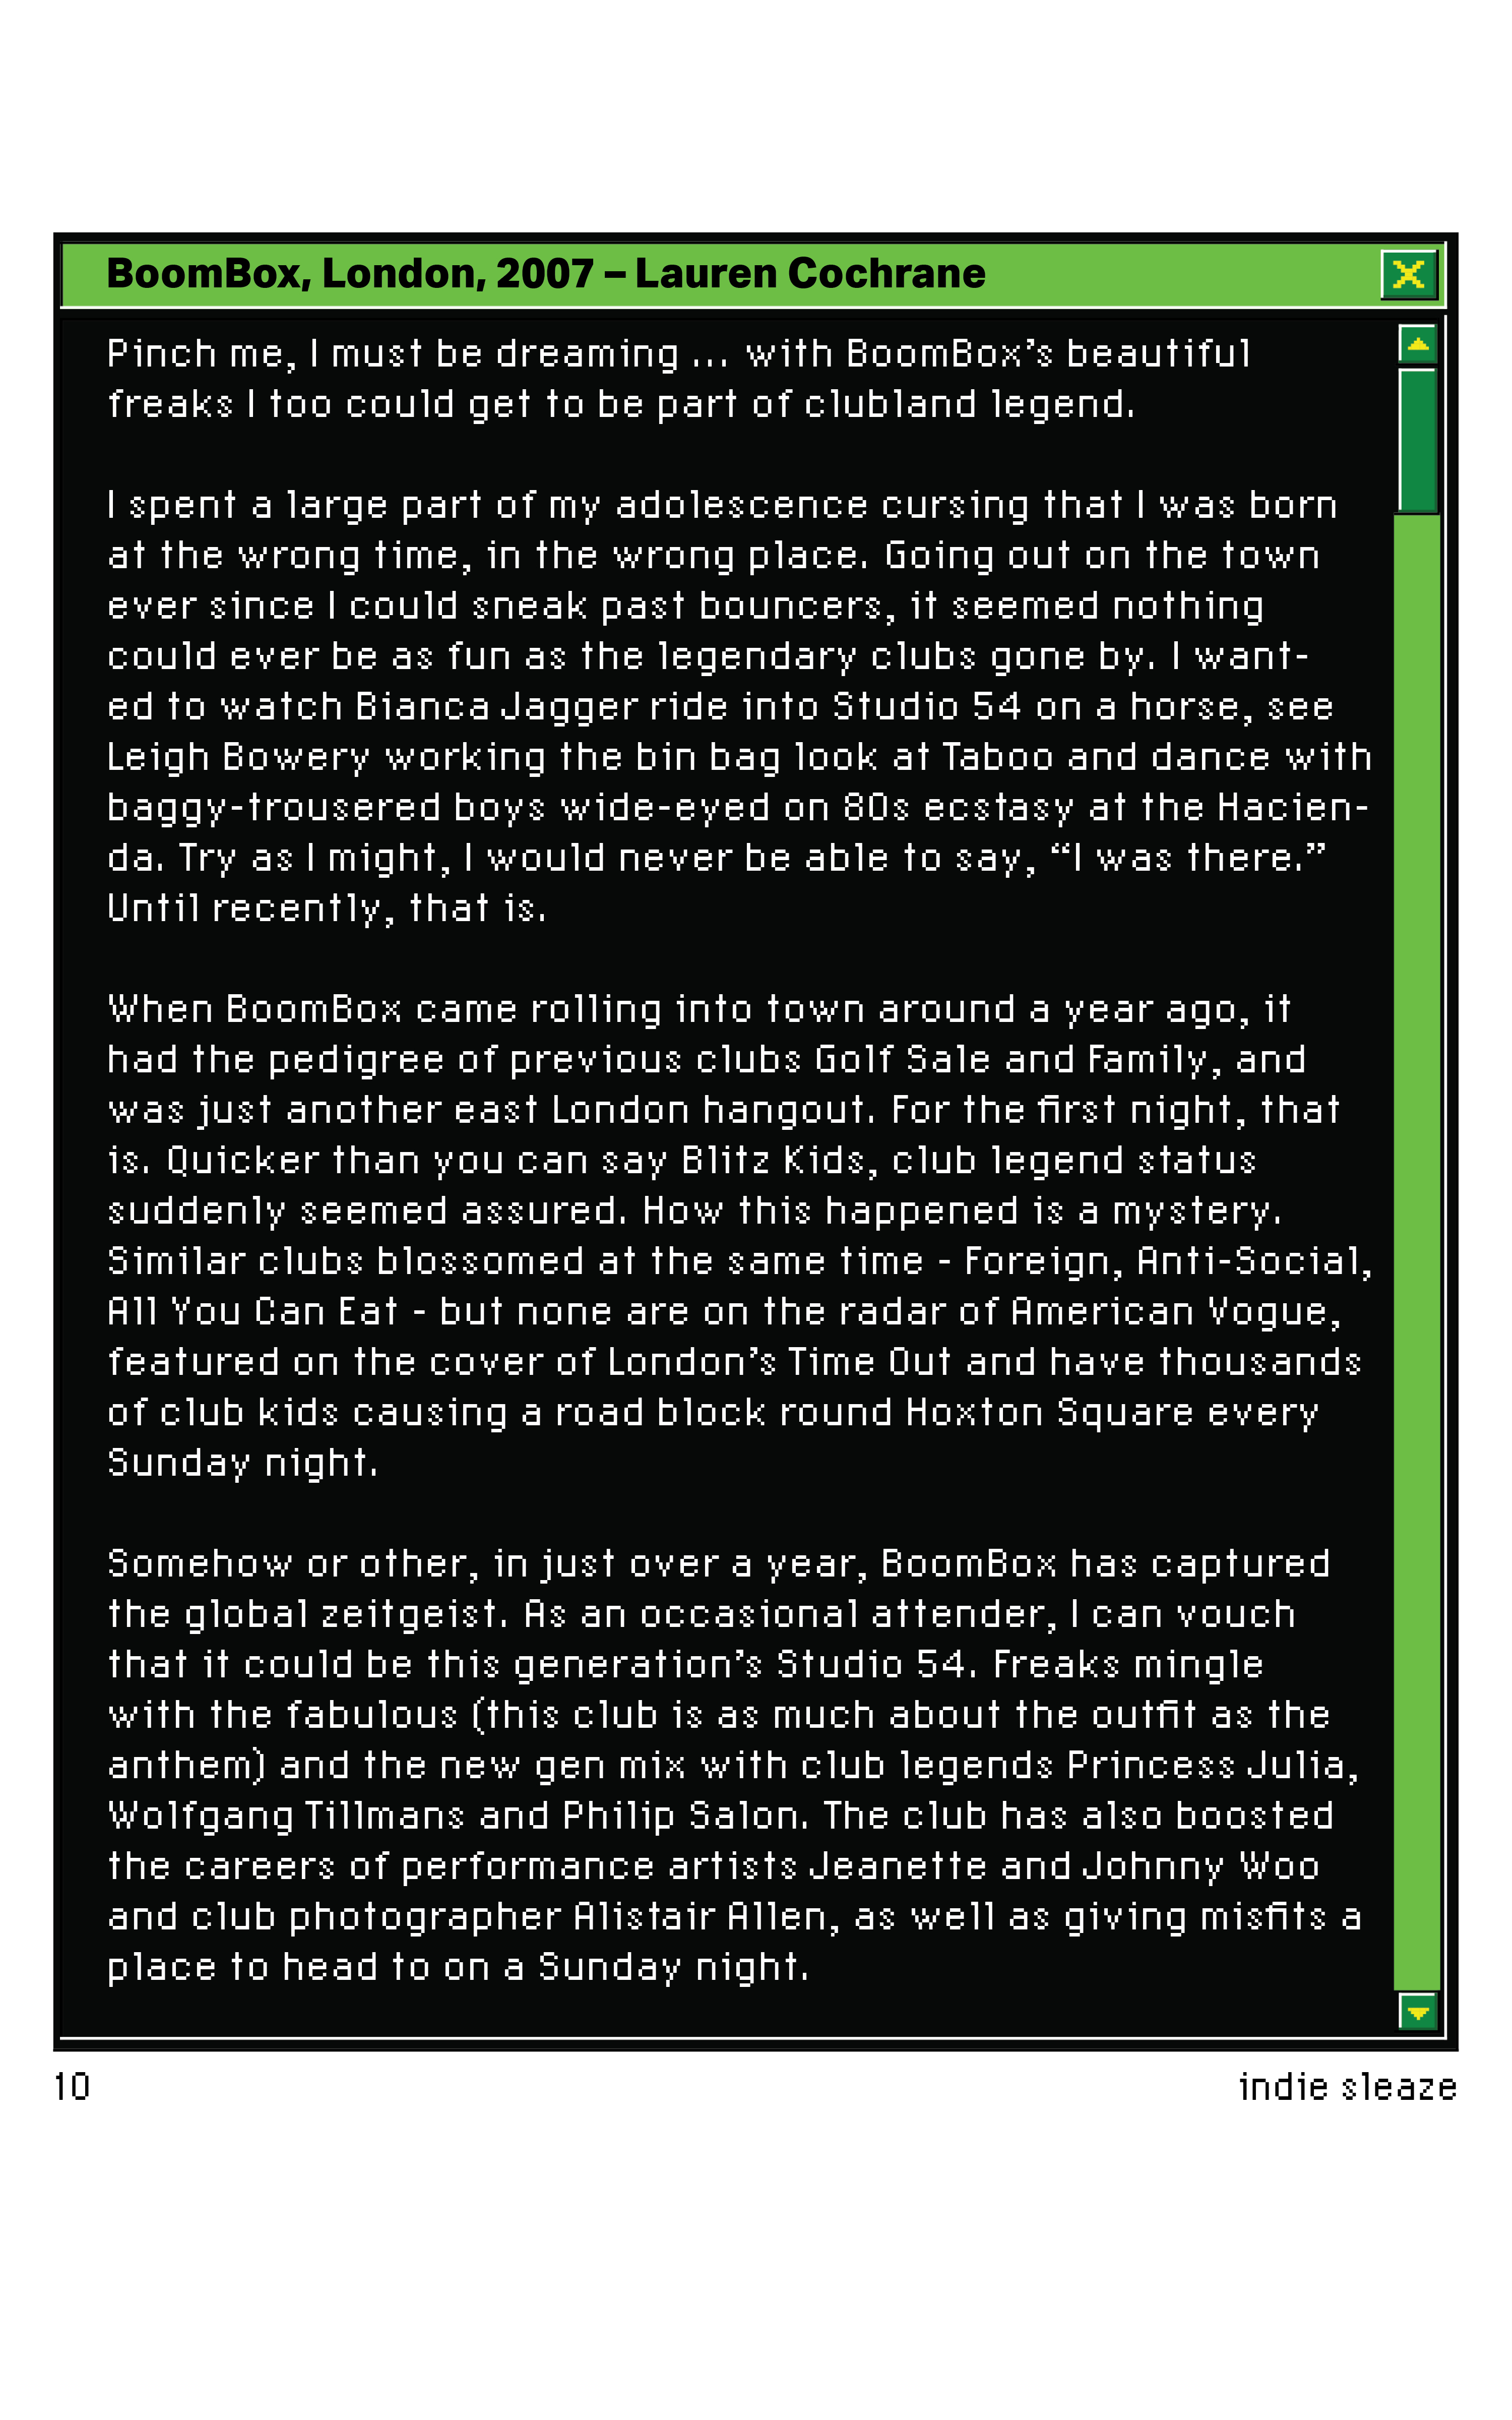 BoomBox, London, 2007 – Lauren Cochrane
Pinch me, I must be dreaming ... with BoomBox’s beautiful
freaks I too could get to be part of clubland legend.
I spent a large part of my adolescence cursing that I was born
at the wrong time, in the wrong place. Going out on the town
ever since I could sneak past bouncers, it seemed nothing
could ever be as fun as the legendary clubs gone by. I want-
ed to watch Bianca Jagger ride into Studio 54 on a horse, see
Leigh Bowery working the bin bag look at Taboo and dance with
baggy-trousered boys wide-eyed on 80s ecstasy at the Hacien-
da. Try as I might, I would never be able to say, “I was there.”
Until recently, that is.
When BoomBox came rolling into town around a year ago, it
had the pedigree of previous clubs Golf Sale and Family, and
was just another east London hangout. For the first night, that
is. Quicker than you can say Blitz Kids, club legend status
suddenly seemed assured. How this happened is a mystery.
Similar clubs blossomed at the same time - Foreign, Anti-Social,
All You Can Eat - but none are on the radar of American Vogue,
featured on the cover of London’s Time Out and have thousands
of club kids causing a road block round Hoxton Square every
Sunday night.
Somehow or other, in just over a year, BoomBox has captured
the global zeitgeist. As an occasional attender, I can vouch
that it could be this generation’s Studio 54. Freaks mingle
with the fabulous (this club is as much about the outfit as the
anthem) and the new gen mix with club legends Princess Julia,
Wolfgang Tillmans and Philip Salon. The club has also boosted
the careers of performance artists Jeanette and Johnny Woo
and club photographer Alistair Allen, as well as giving misfits a
place to head to on a Sunday night.
10
indie sleaze